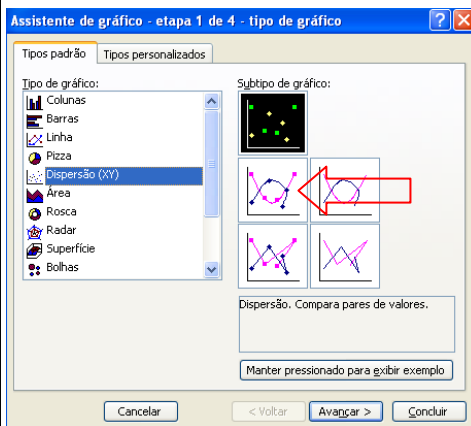 Assistente de gráfico - etapa 1 de 4 - tipo de gráfico
Tipos padrão
Tipos personalizados
Tipo de gráfico:
Colunas
Barras
Linha
Pizza
Dispersão (XY)
Área
Rosca
Radar
Superfície
Bolhas
Subtipo de gráfico:
Dispersão. Compara pares de valores.
Manter pressionado para exibir exemplo
Cancelar
< Voltar
Avançar >
Concluir